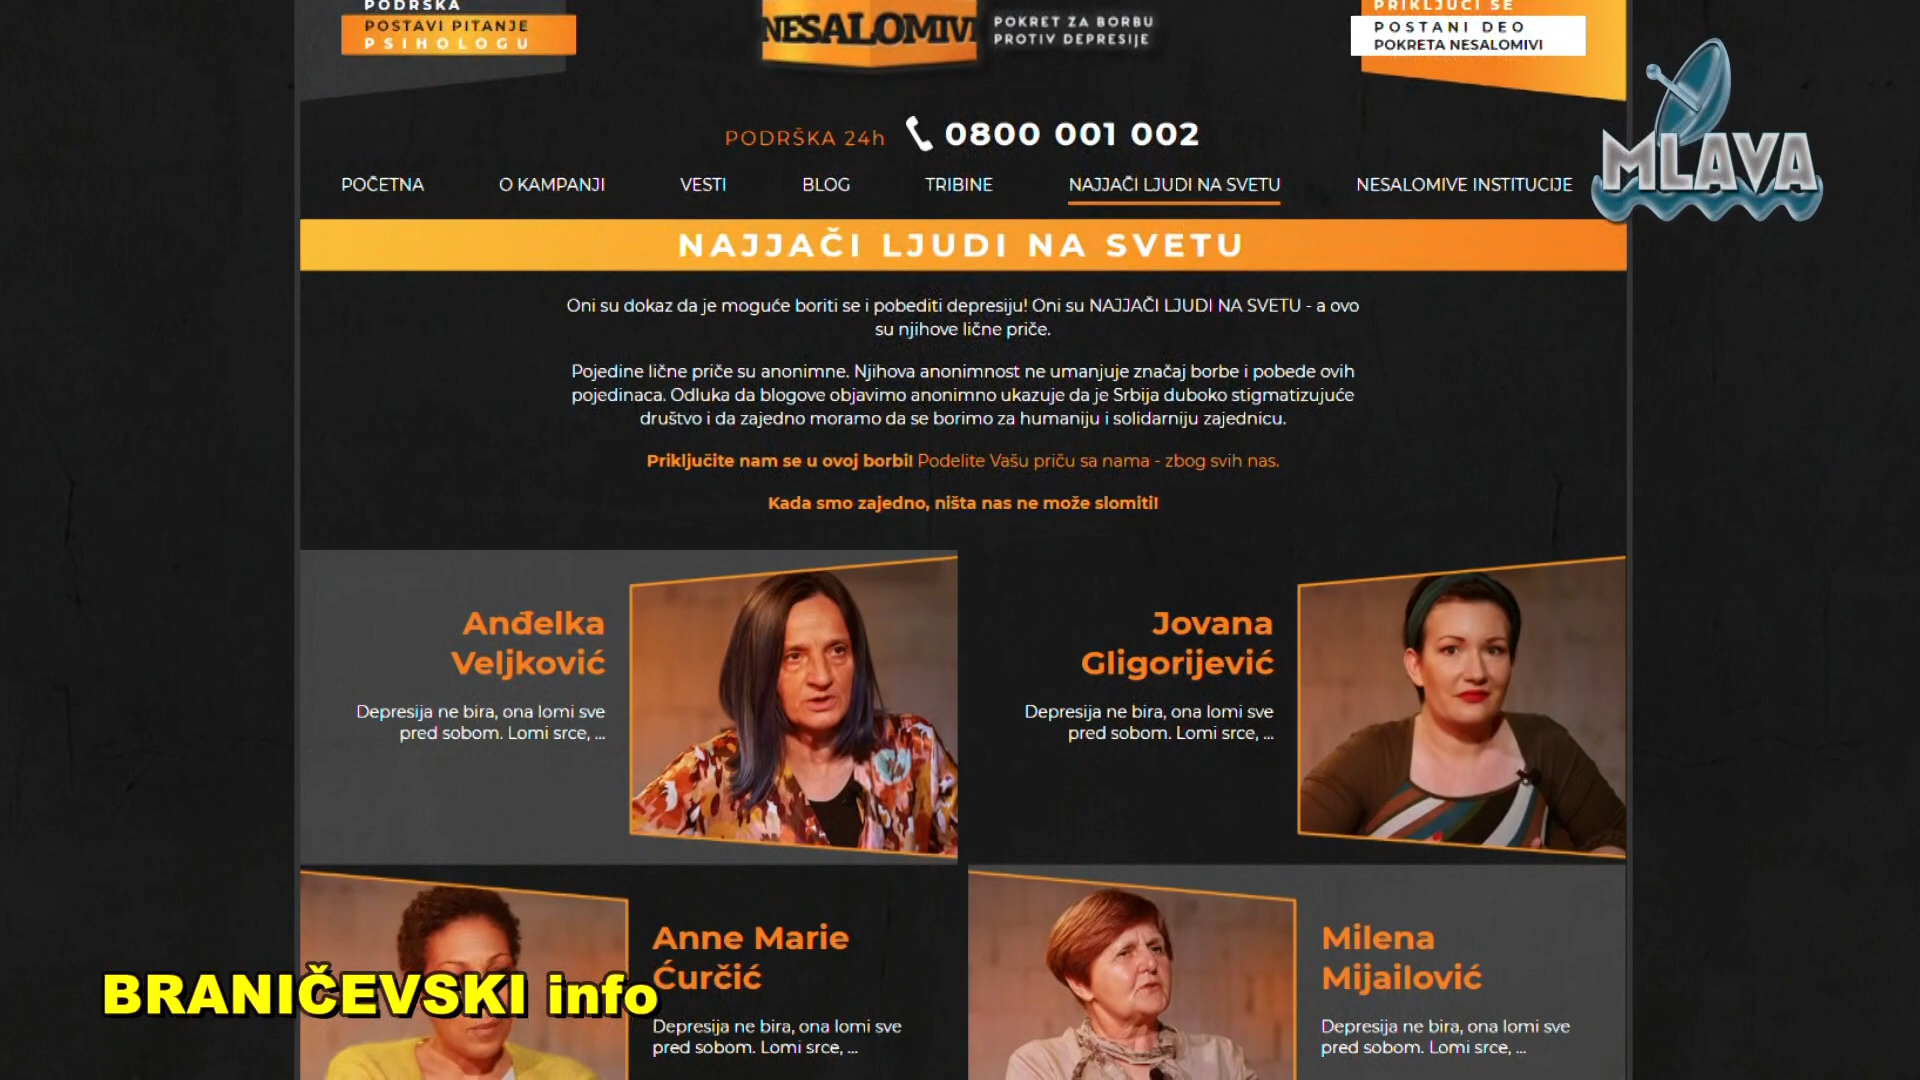 PODRŠKA
POSTAVI PITANJE
PSIHOLOGU
NESALOMIVI
POKRET ZA BORBU
PROTIV DEPRESIJE
PRIKLJUČI SE
POSTANI DEO
POKRETA NESALOMIVI
MLAVA
PODRŠKA 24h 0800 001 002
POČETNA O KAMPANJI VESTI BLOG TRIBINE NAJJAČI LJUDI NA SVETU NESALOMIVE INSTITUCIJE
NAJJAČI LJUDI NA SVETU
Oni su dokaz da je moguće boriti se i pobediti depresiju! Oni su NAJJAČI LJUDI NA SVETU - a ovo
su njihove lične priče.
Pojedine lične priče su anonimne. Njihova anonimnost ne umanjuje značaj borbe i pobede ovih
pojedinaca. Odluka da blogove objavimo anonimno ukazuje da je Srbija duboko stigmatizujuće
društvo i da zajedno moramo da se borimo za humaniju i solidarniju zajednicu.
Priključite nam se u ovoj borbi! Podelite Vašu priču sa nama - zbog svih nas.
Kada smo zajedno, ništa nas ne može slomiti!
Anđelka
Veljković
Depresija ne bira, ona lomi sve
pred sobom. Lomi srce, ...
Jovana
Gligorijević
Depresija ne bira, ona lomi sve
pred sobom. Lomi srce, ...
Anne Marie
Ćurčić
Depresija ne bira, ona lomi sve
pred sobom. Lomi srce, ...
Milena
Mijailović
Depresija ne bira, ona lomi sve
pred sobom. Lomi srce, ...
BRANIČEVSKI info